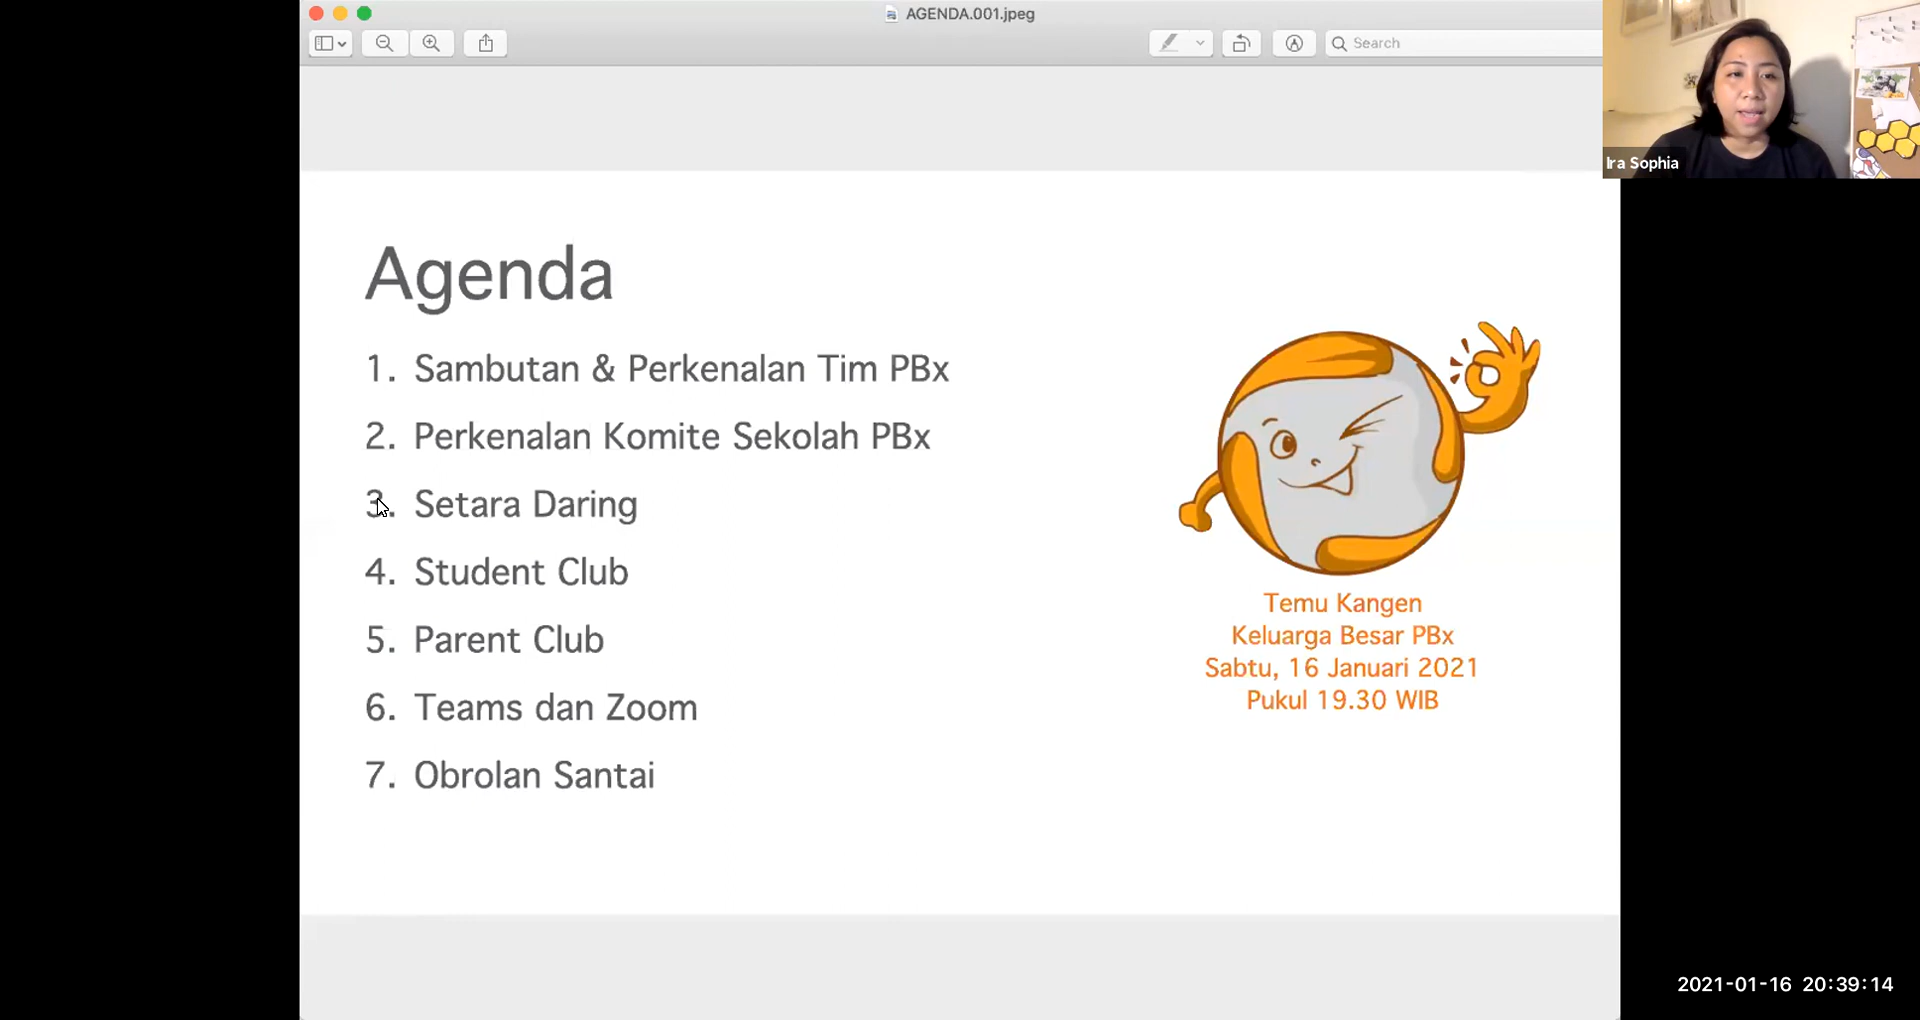 AGENDA.001.jpeg
Search
Ira Sophia
Agenda
1. Sambutan & Perkenalan Tim PBx
2. Perkenalan Komite Sekolah PBx
3. Setara Daring
4. Student Club
5. Parent Club
6. Teams dan Zoom
7. Obrolan Santai
Temu Kangen
Keluarga Besar PBx
Sabtu, 16 Januari 2021
Pukul 19.30 WIB
2021-01-16 20:39:14